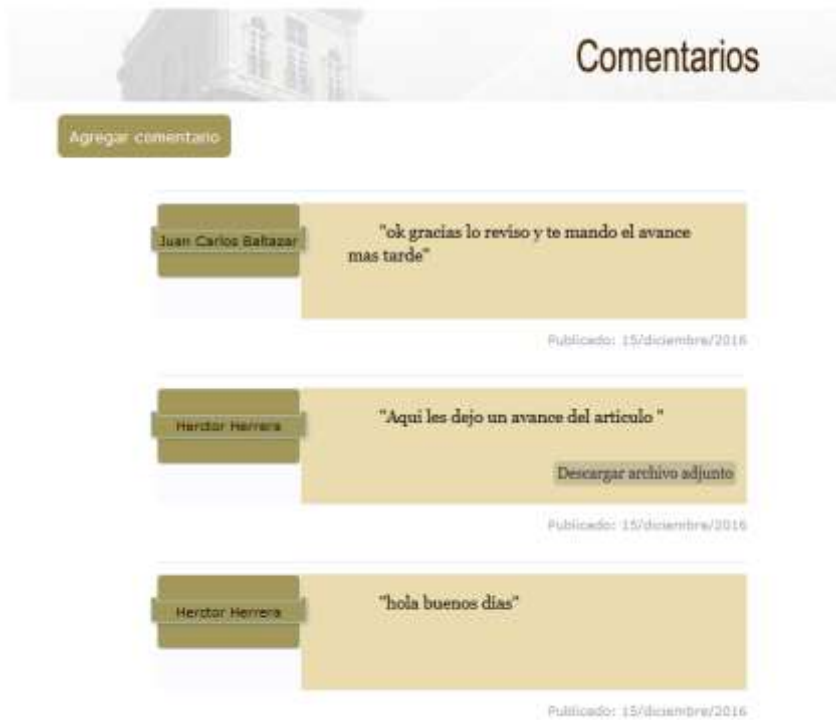 Comentarios
Agregar comentario
Juan Carlos Baltazar
"ok gracias lo reviso y te mando el avance
mas tarde"
Publicado: 15/diciembre/2016
Herctor Herrera
"Aqui les dejo un avance del articulo "
Descargar archivo adjunto
Publicado: 15/diciembre/2016
Herctor Herrera
"hola buenos días"
Publicado: 15/diciembre/2016